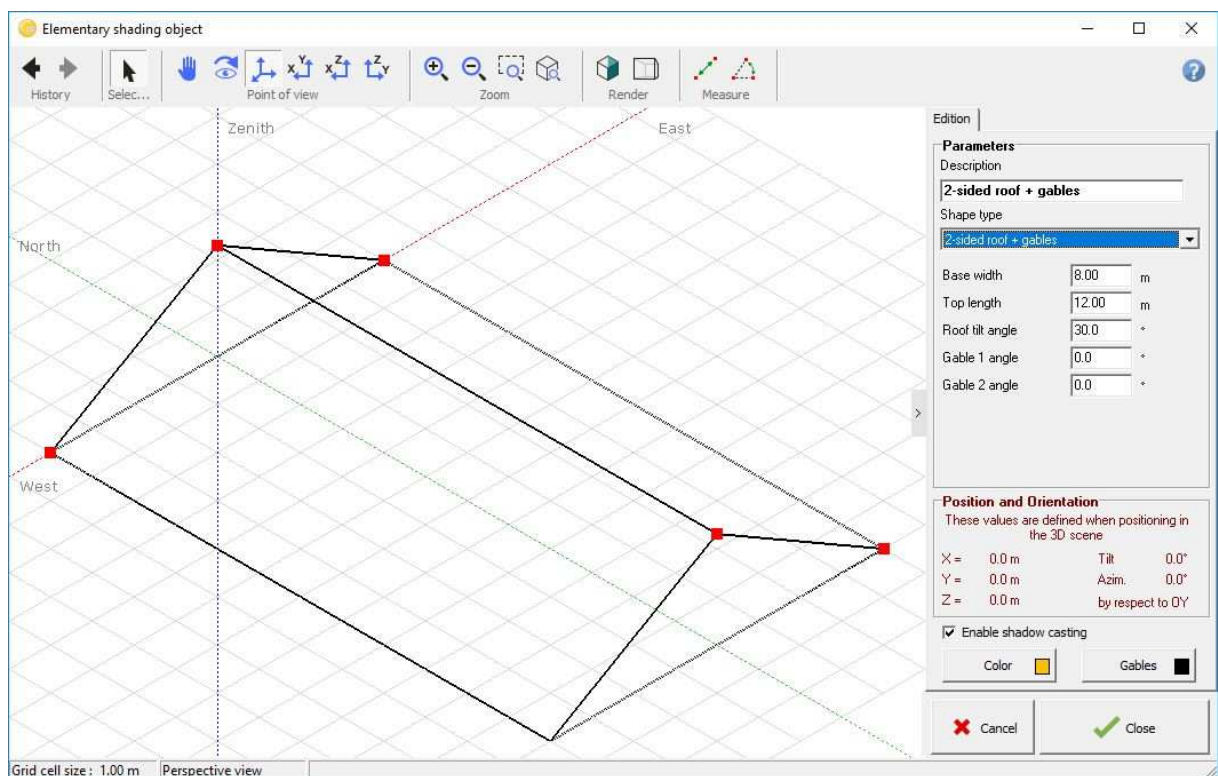 Elementary shading object
History
Selec...
Point of view
Zoom
Render
Measure
Zenith
East
North
West
Edition
Parameters
Description
2-sided roof + gables
Shape type
2-sided roof + gables
Base width 8.00 m
Top length 12.00 m
Roof tilt angle 30.0 °
Gable 1 angle 0.0 °
Gable 2 angle 0.0 °
Position and Orientation
These values are defined when positioning in
the 3D scene
X = 0.0 m Tilt 0.0°
Y = 0.0 m Azim. 0.0°
Z = 0.0 m by respect to OY
Enable shadow casting
Color Gables
Cancel Close
Grid cell size : 1.00 m Perspective view